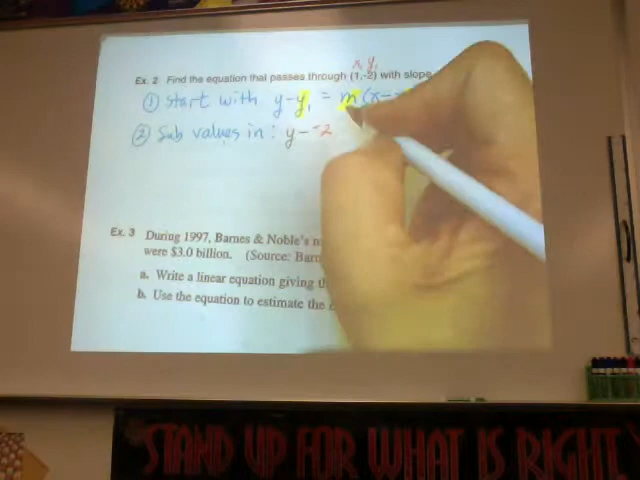 x, y,
Ex. 2 Find the equation that passes through (1,-2) with slope
① Start with y-y₁ = m(x-
② Sub values in: y--2
Ex. 3 During 1997, Barnes & Noble's
were $3.0 billion. (Source:
a. Write a linear equation giving
b. Use the equation to estimate the
STAND UP FOR WHAT IS RIGHT